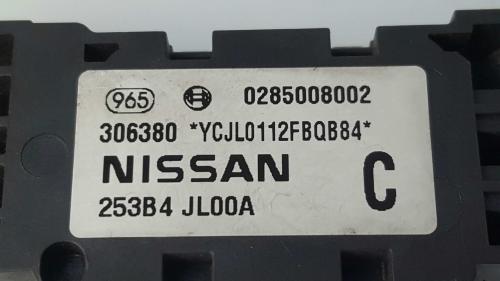 965 0285008002
306380 *YCJL0112FBQB84*
NISSAN C
253B4 JL00A